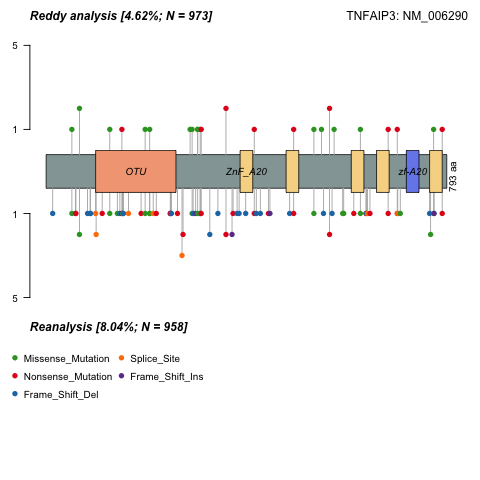 Reddy analysis [4.62%; N = 973]
TNFAIP3: NM_006290
5
1
OTU
ZnF_A20
zf-A20
793 aa
1
5
Reanalysis [8.04%; N = 958]
Missense_Mutation
Splice_Site
Nonsense_Mutation
Frame_Shift_Ins
Frame_Shift_Del